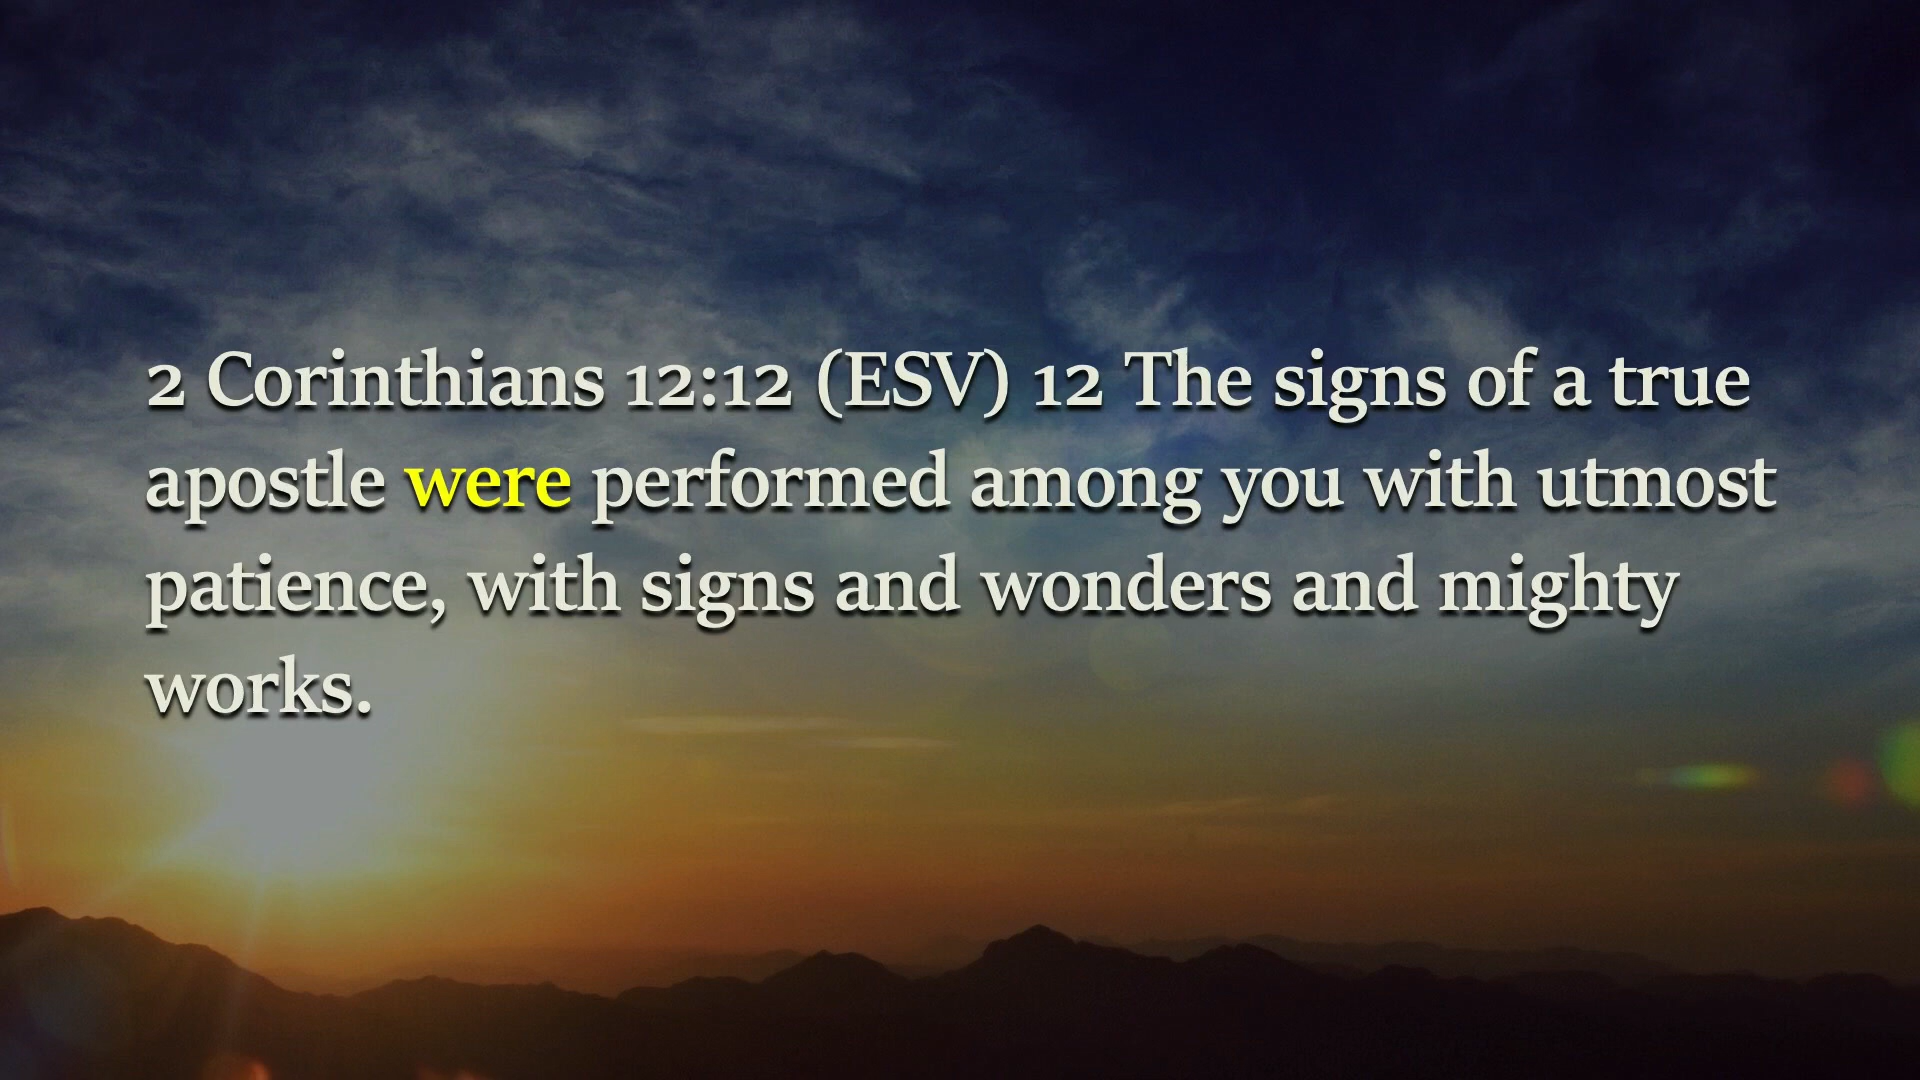 2 Corinthians 12:12 (ESV) 12 The signs of a true
apostle were performed among you with utmost
patience, with signs and wonders and mighty
works.